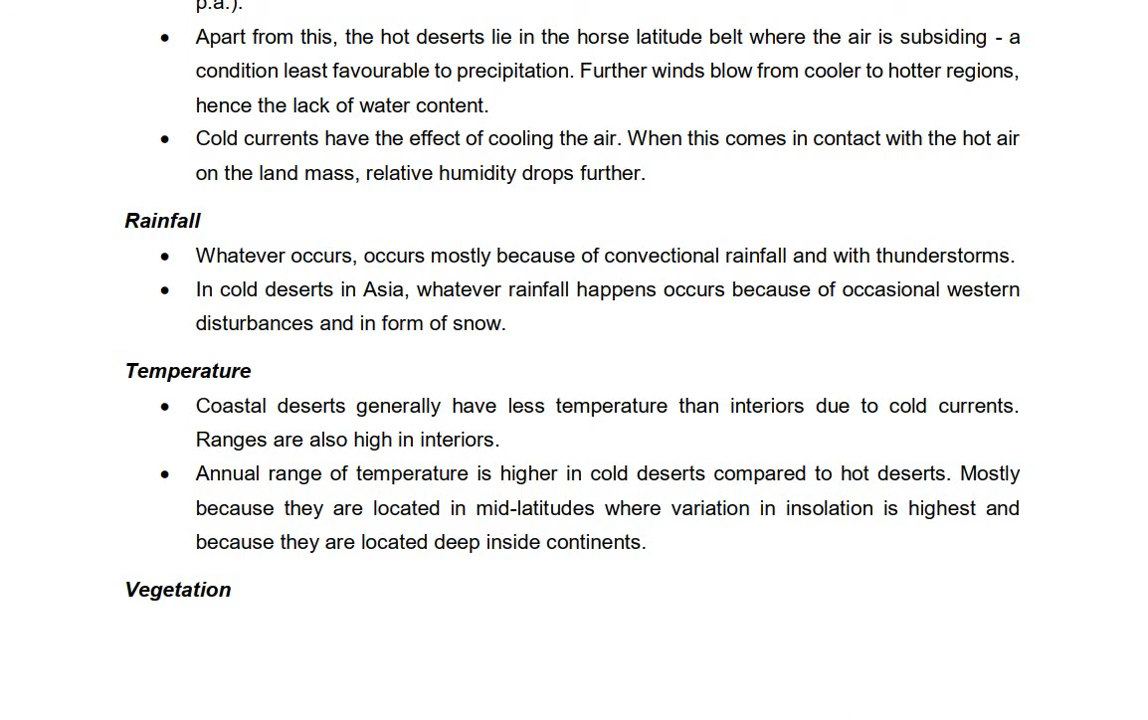 p.a.).
• Apart from this, the hot deserts lie in the horse latitude belt where the air is subsiding - a
condition least favourable to precipitation. Further winds blow from cooler to hotter regions,
hence the lack of water content.
• Cold currents have the effect of cooling the air. When this comes in contact with the hot air
on the land mass, relative humidity drops further.
Rainfall
• Whatever occurs, occurs mostly because of convectional rainfall and with thunderstorms.
• In cold deserts in Asia, whatever rainfall happens occurs because of occasional western
disturbances and in form of snow.
Temperature
• Coastal deserts generally have less temperature than interiors due to cold currents.
Ranges are also high in interiors.
• Annual range of temperature is higher in cold deserts compared to hot deserts. Mostly
because they are located in mid-latitudes where variation in insolation is highest and
because they are located deep inside continents.
Vegetation